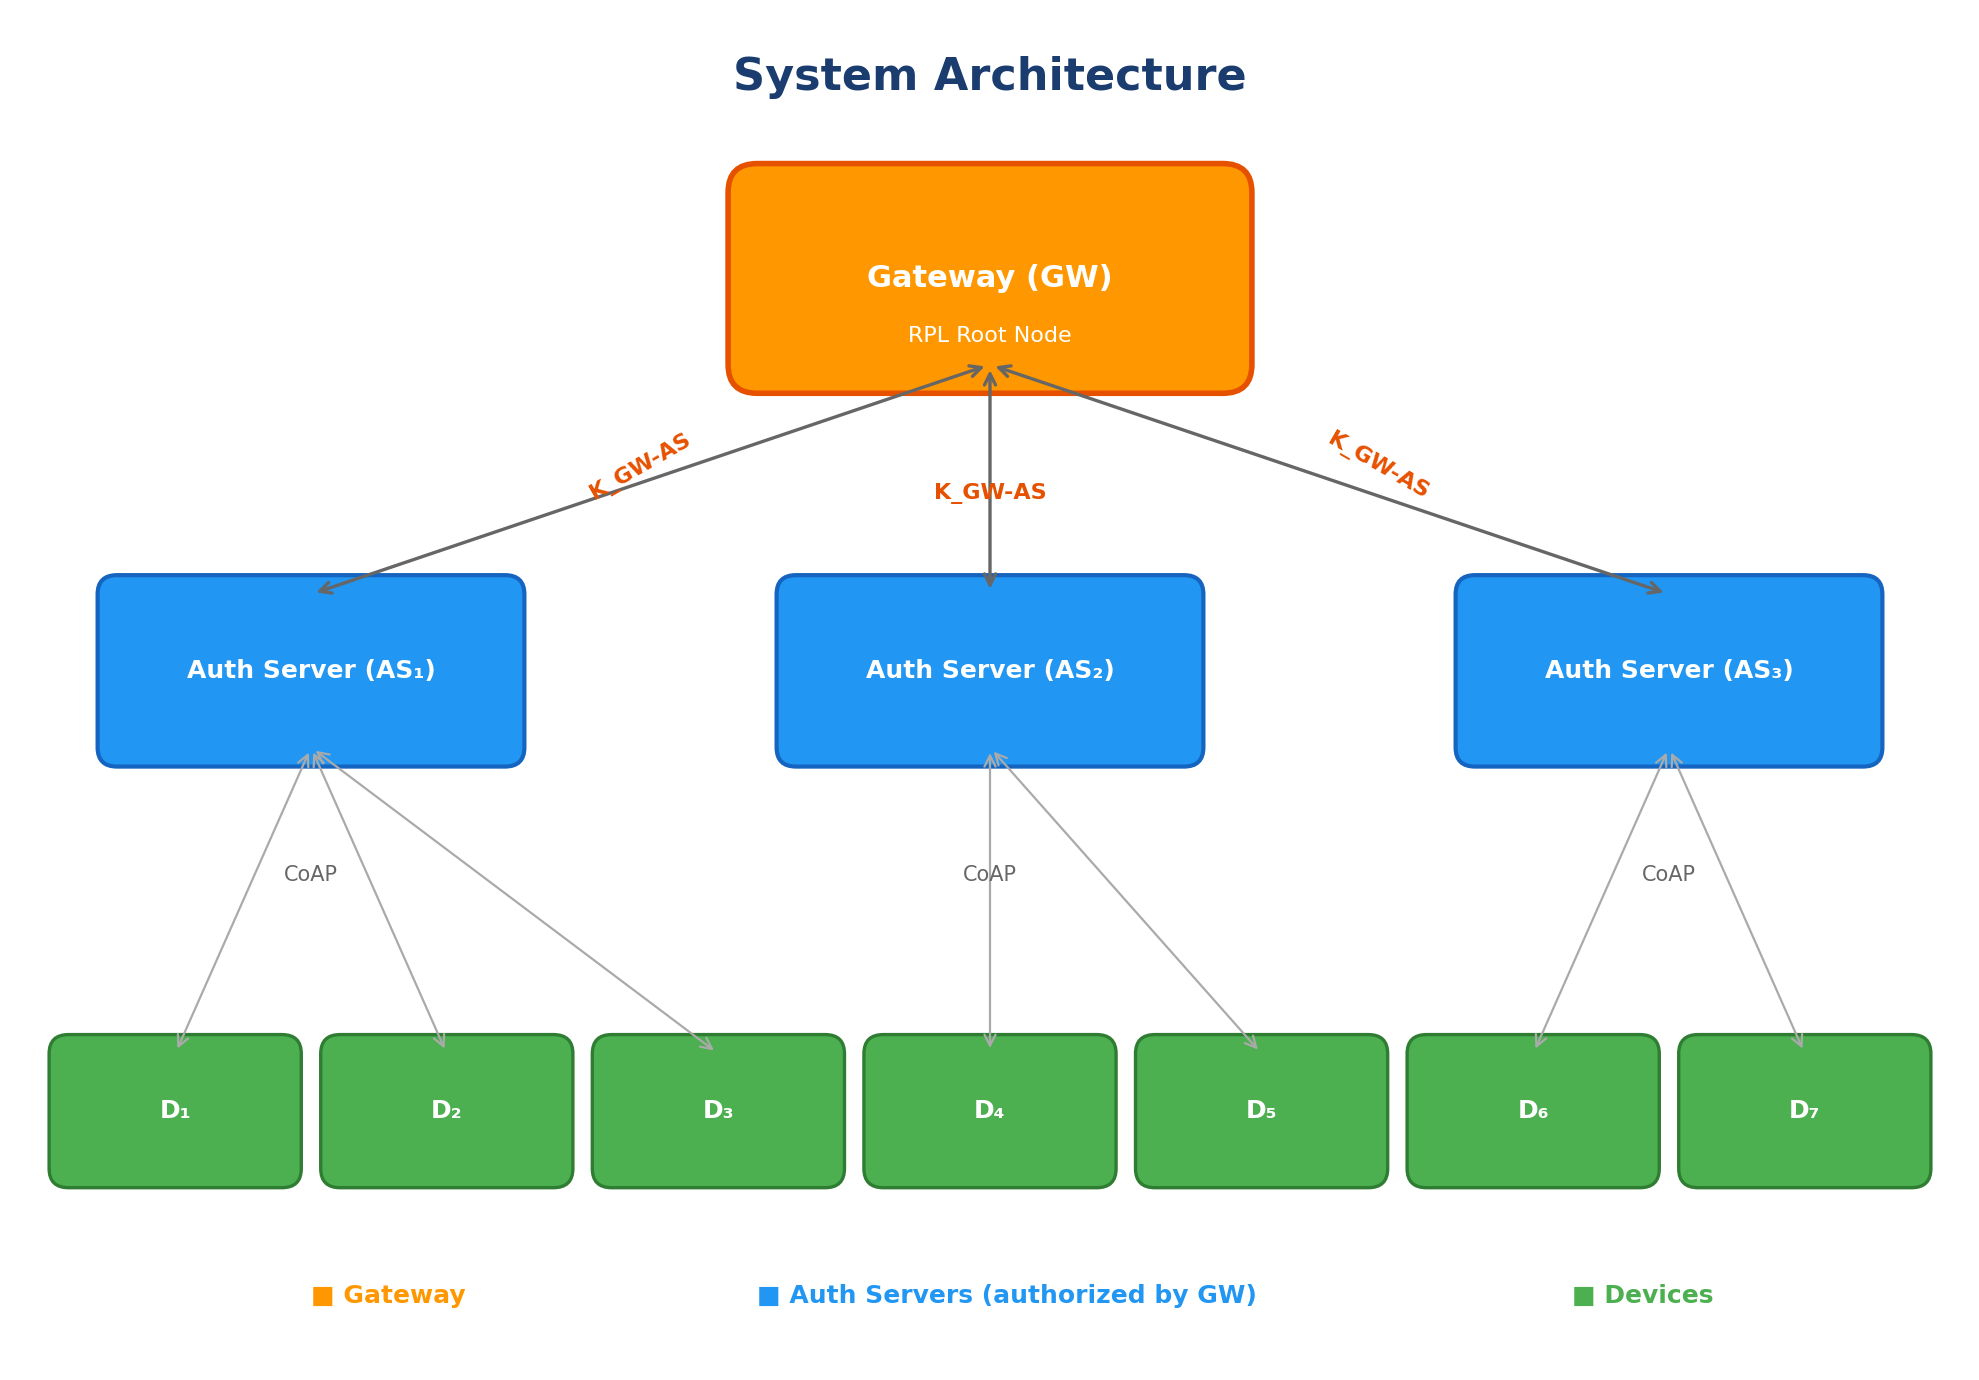 System Architecture
Gateway (GW)
RPL Root Node
K_GW-AS
K_GW-AS
K_GW-AS
Auth Server (AS₁)
Auth Server (AS₂)
Auth Server (AS₃)
CoAP
CoAP
CoAP
D₁
D₂
D₃
D₄
D₅
D₆
D₇
■ Gateway
■ Auth Servers (authorized by GW)
■ Devices